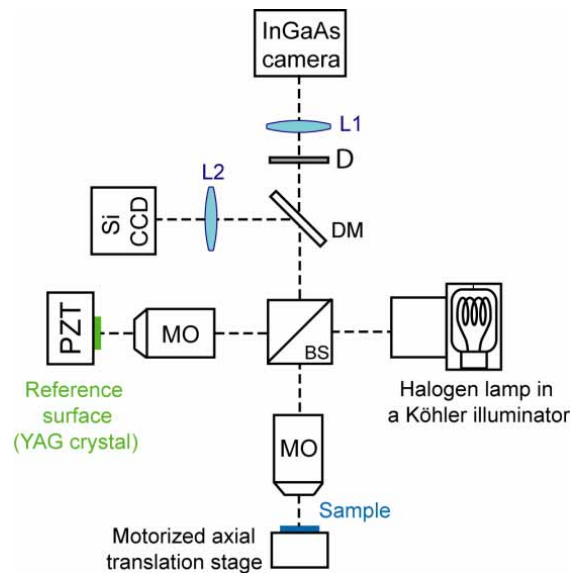 InGaAs
camera
L1
D
L2
Si
CCD
DM
PZT
MO
BS
Reference
surface
(YAG crystal)
Halogen lamp in
a Köhler illuminator
MO
Sample
Motorized axial
translation stage